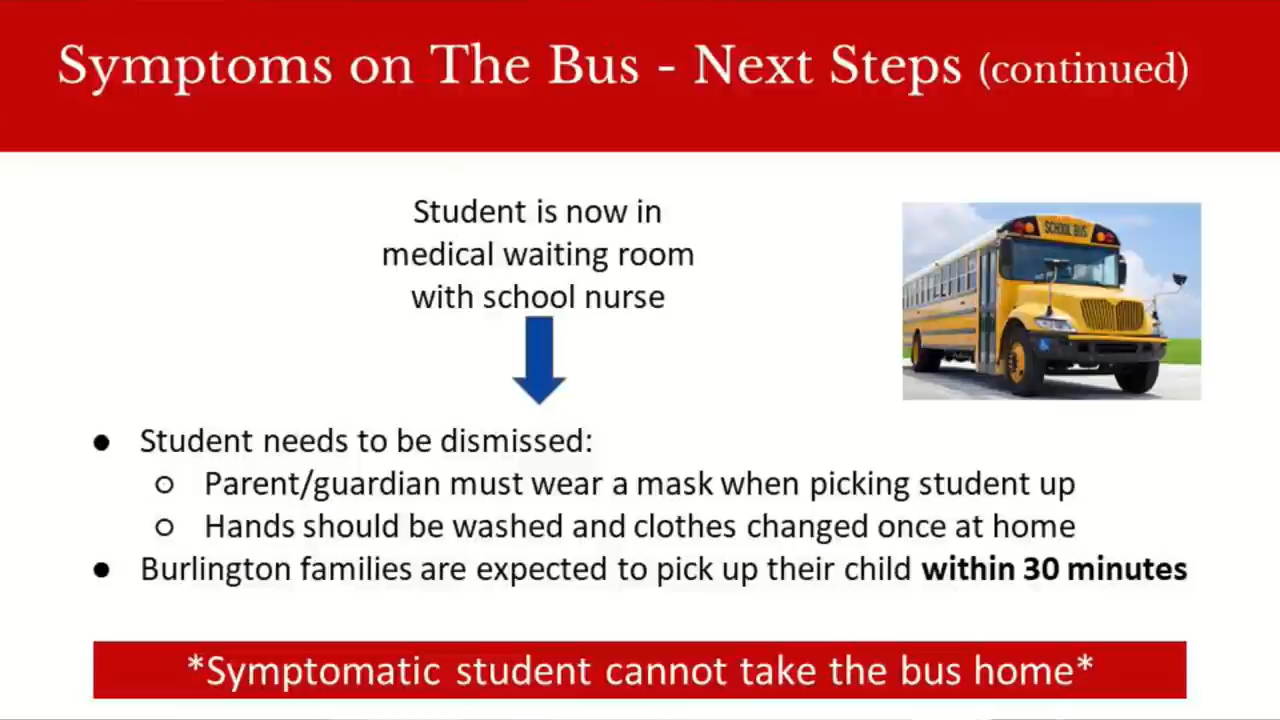 Symptoms on The Bus - Next Steps (continued)
Student is now in
medical waiting room
with school nurse
SCHOOL BUS
● Student needs to be dismissed:
○ Parent/guardian must wear a mask when picking student up
○ Hands should be washed and clothes changed once at home
● Burlington families are expected to pick up their child within 30 minutes
*Symptomatic student cannot take the bus home*